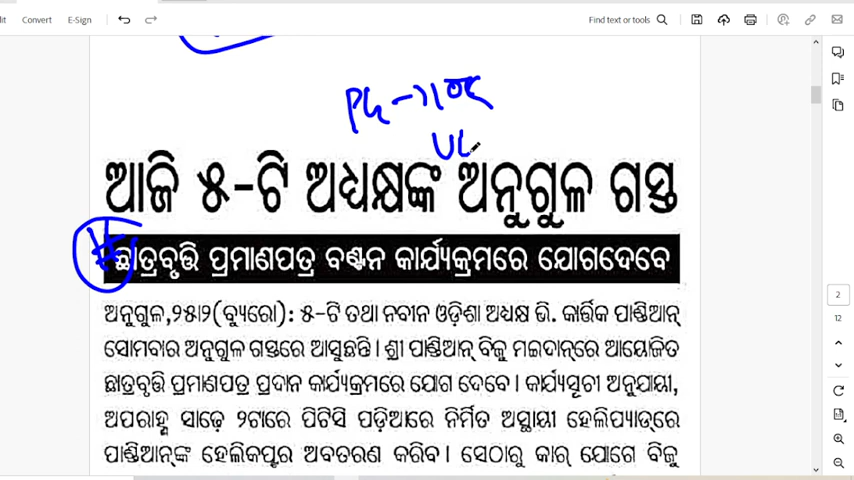 Convert
E-Sign
Find text or tools
ଆଜି ୫-ଟି ଅଧ୍ୟକ୍ଷଙ୍କ ଅନୁଗୁଳ ଗସ୍ତ
ଛାତ୍ରବୃତ୍ତି ପ୍ରମାଣପତ୍ର ବଣ୍ଟନ କାର୍ଯ୍ୟକ୍ରମରେ ଯୋଗଦେବେ
ଅନୁଗୁଳ,୨୫।୨(ବ୍ୟୁରୋ): ୫-ଟି ତଥା ନବୀନ ଓଡ଼ିଶା ଅଧ୍ୟକ୍ଷ ଭି. କାର୍ତ୍ତିକ ପାଣ୍ଡିଆନ୍
ସୋମବାର ଅନୁଗୁଳ ଗସ୍ତରେ ଆସୁଛନ୍ତି । ଶ୍ରୀ ପାଣ୍ଡିଆନ୍ ବିଜୁ ମଇଦାନ୍‌ରେ ଆୟୋଜିତ
ଛାତ୍ରବୃତ୍ତି ପ୍ରମାଣପତ୍ର ପ୍ରଦାନ କାର୍ଯ୍ୟକ୍ରମରେ ଯୋଗ ଦେବେ । କାର୍ଯ୍ୟସୂଚୀ ଅନୁଯାୟୀ,
ଅପରାହ୍ଣ ସାଢ଼େ ୨ଟାରେ ପିଟିସି ପଡ଼ିଆରେ ନିର୍ମିତ ଅସ୍ଥାୟୀ ହେଲିପ୍ୟାଡ୍‌ରେ
ପାଣ୍ଡିଆନ୍‌ଙ୍କ ହେଲିକପ୍ଟର ଅବତରଣ କରିବ । ସେଠାରୁ କାର୍ ଯୋଗେ ବିଜୁ
2
12